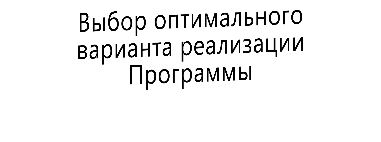 Выбор оптимального
варианта реализации
Программы